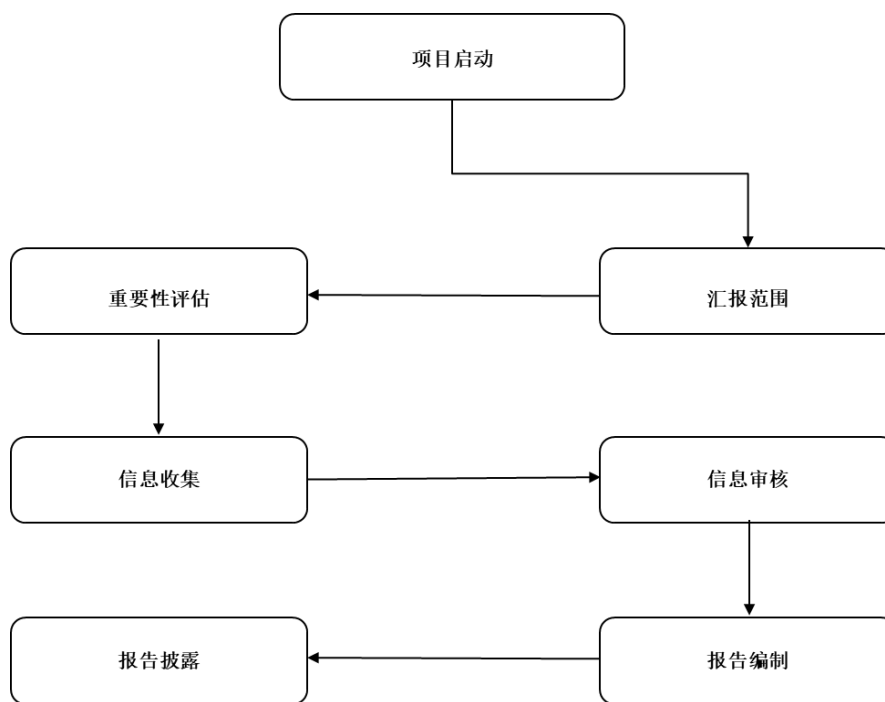 项目启动
重要性评估
汇报范围
信息收集
信息审核
报告披露
报告编制